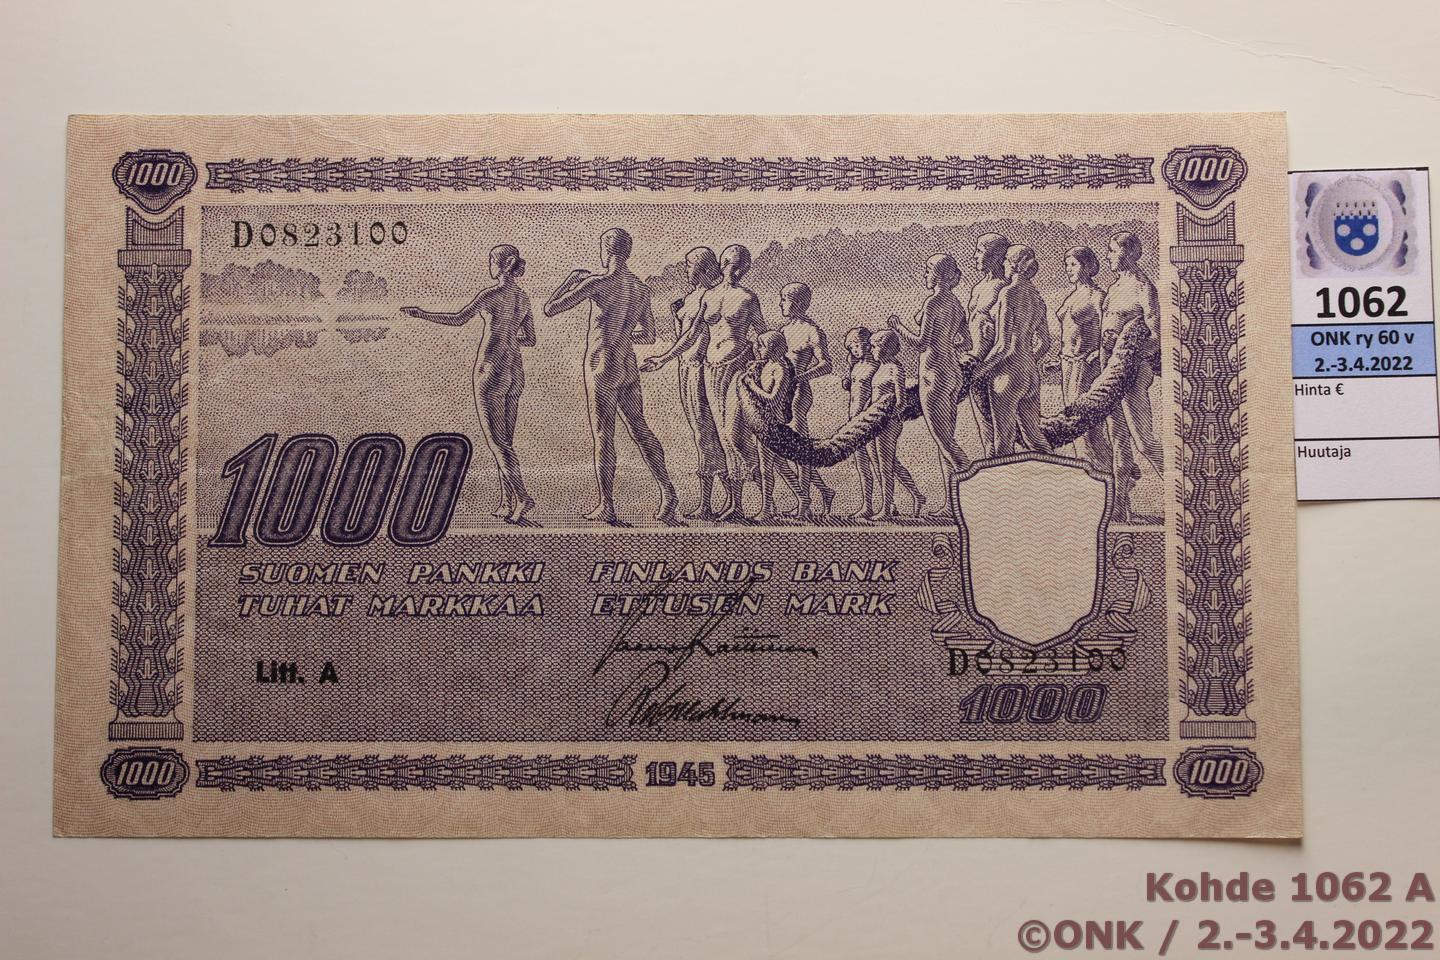 1000
1000
D0823100
1000
SUOMEN PANKKI FINLANDS BANK
TUHAT MARKKAA ETTUSEN MARK
Litt. A
D0823100
1000
1000
1945
1000
1062
ONK ry 60 v
2.-3.4.2022
Hinta €
Huutaja
Kohde 1062 A
©ONK / 2.-3.4.2022